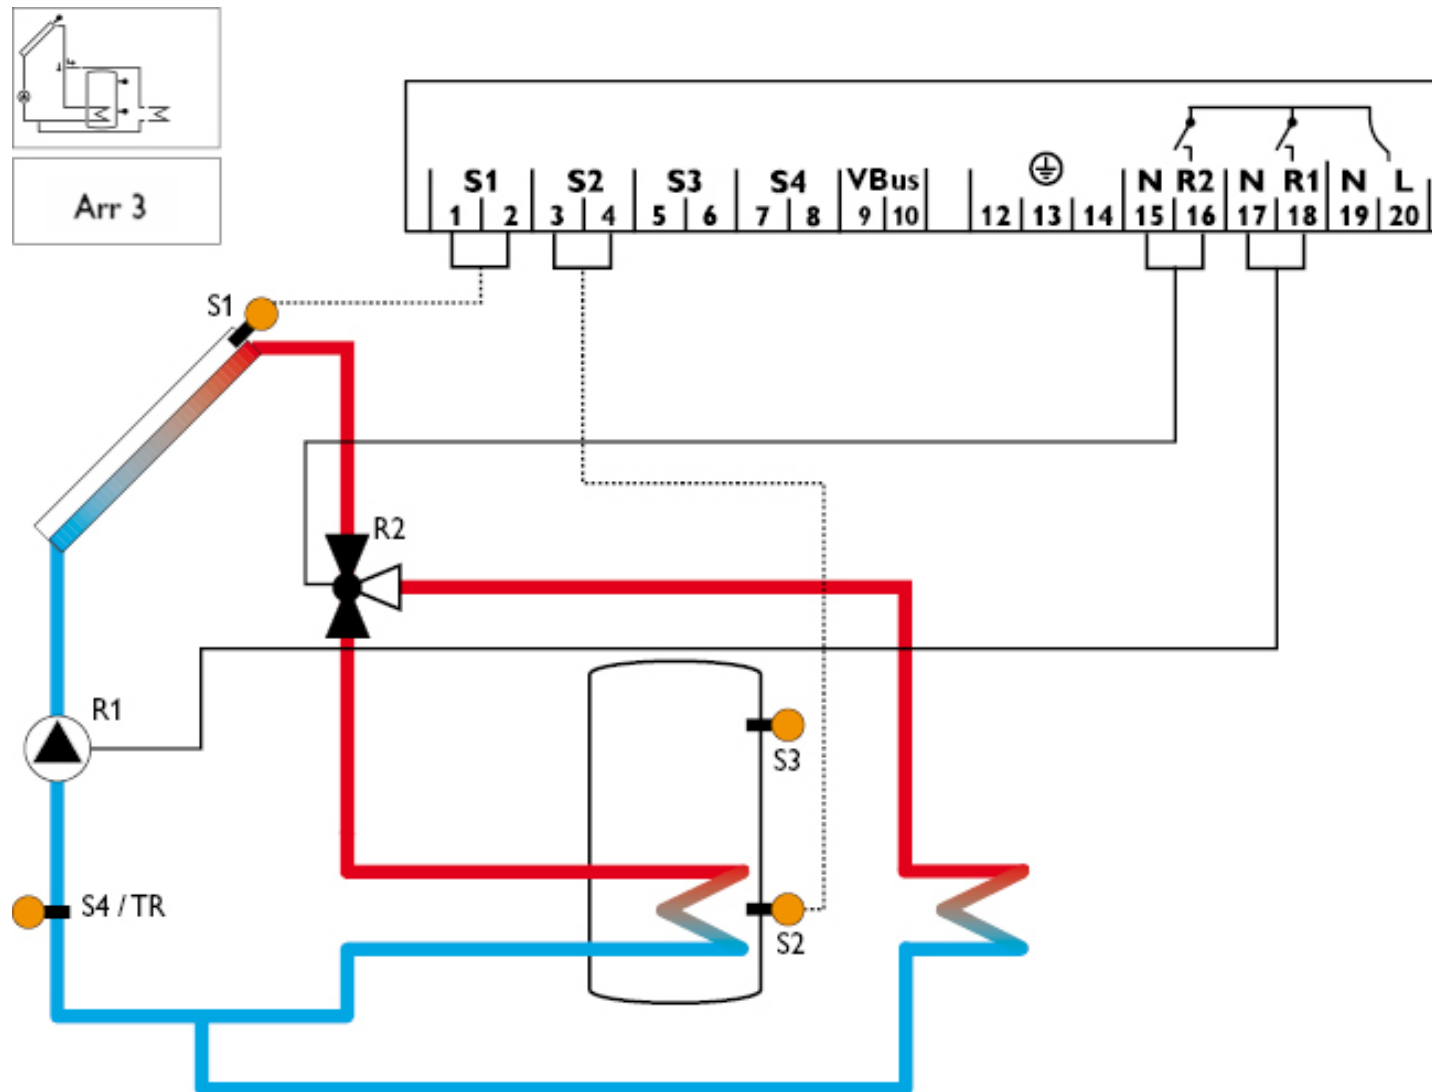 Arr 3
S1 S2 S3 S4 VBus N R2 N R1 N L
1 2 3 4 5 6 7 8 9 10 12 13 14 15 16 17 18 19 20
S1
R2
R1
S3
S4 / TR
S2